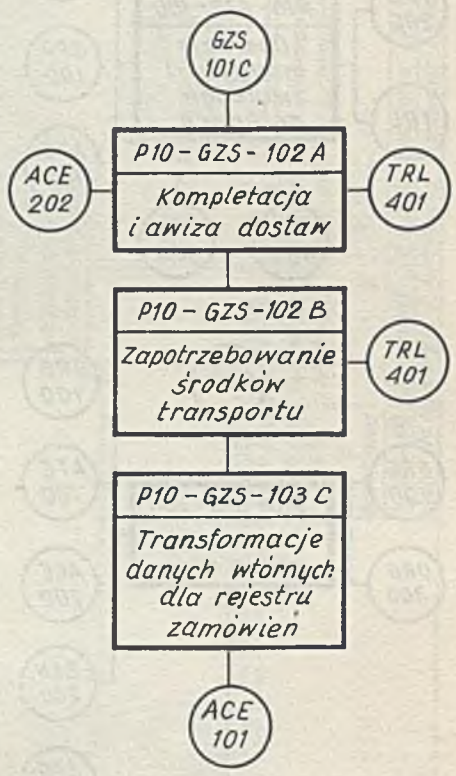 GZS
101 C
P10 - GZS - 102 A
ACE
202
Kompletacja
i awiza dostaw
TRL
401
P10 - GZS - 102 B
Zapotrzebowanie
środków
transportu
TRL
401
P10 - GZS - 103 C
Transformacje
danych wtórnych
dla rejestru
zamówień
ACE
101